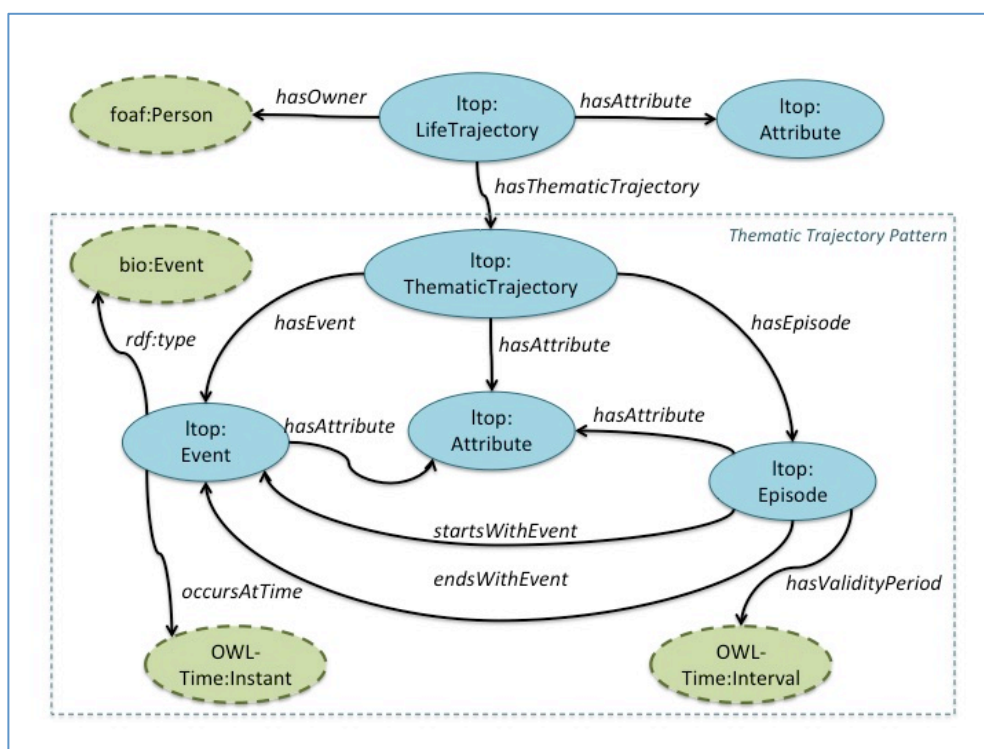 foaf:Person
hasOwner
ltop:
LifeTrajectory
hasAttribute
ltop:
Attribute
hasThematicTrajectory
Thematic Trajectory Pattern
bio:Event
ltop:
ThematicTrajectory
rdf:type
hasEvent
hasAttribute
hasEpisode
ltop:
Event
hasAttribute
ltop:
Attribute
hasAttribute
ltop:
Episode
startsWithEvent
endsWithEvent
occursAtTime
hasValidityPeriod
OWL-
Time:Instant
OWL-
Time:Interval